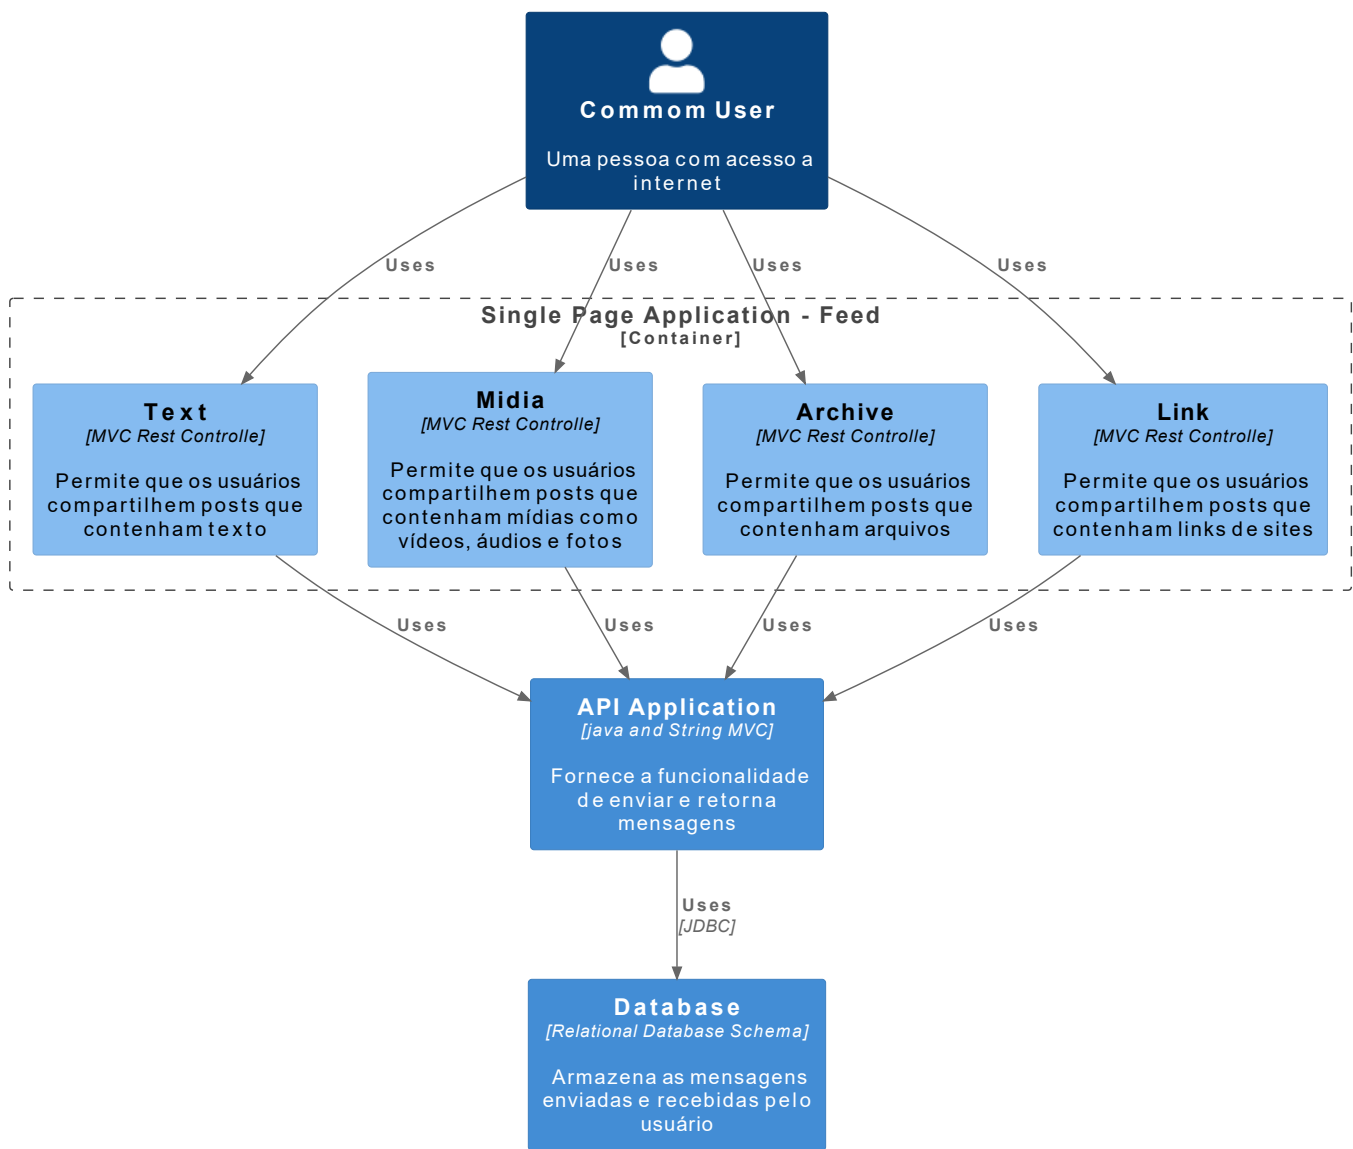 Commom User
Uma pessoa com acesso a
internet
Uses
Uses
Uses
Uses
Single Page Application - Feed
[Container]
Text
[MVC Rest Controlle]
Permite que os usuários
compartilhem posts que
contenham texto
Midia
[MVC Rest Controlle]
Permite que os usuários
compartilhem posts que
contenham mídias como
vídeos, áudios e fotos
Archive
[MVC Rest Controlle]
Permite que os usuários
compartilhem posts que
contenham arquivos
Link
[MVC Rest Controlle]
Permite que os usuários
compartilhem posts que
contenham links de sites
Uses
Uses
Uses
Uses
API Application
[java and String MVC]
Fornece a funcionalidade
de enviar e retorna
mensagens
Uses
[JDBC]
Database
[Relational Database Schema]
Armazena as mensagens
enviadas e recebidas pelo
usuário